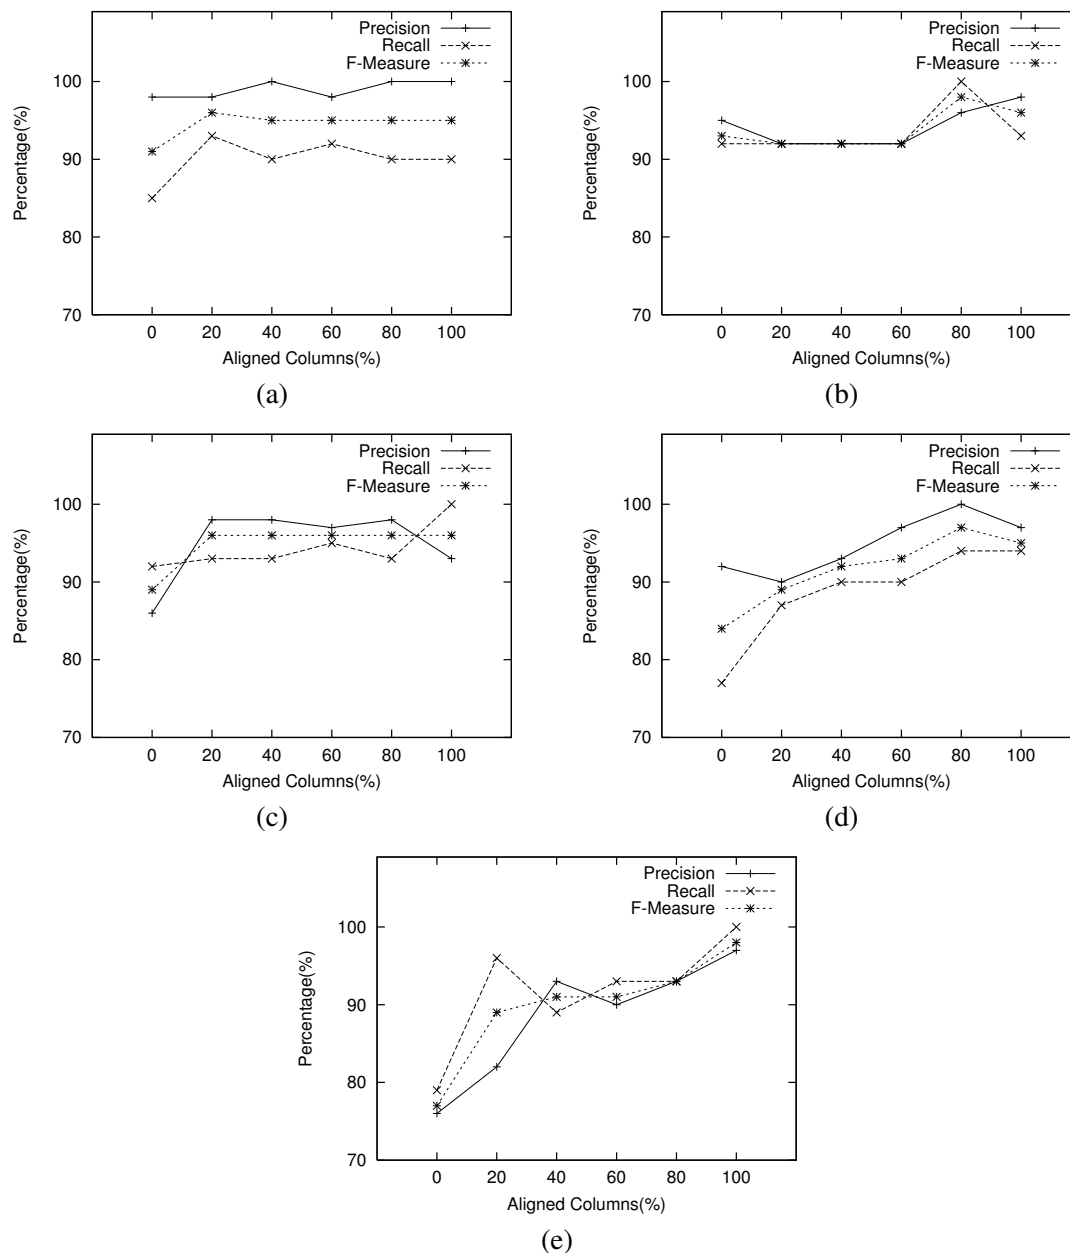 Precision
Recall
F-Measure
100
90
80
70
Percentage(%)
0 20 40 60 80 100
Aligned Columns(%)
(a)
Precision
Recall
F-Measure
100
90
80
70
Percentage(%)
0 20 40 60 80 100
Aligned Columns(%)
(b)
Precision
Recall
F-Measure
100
90
80
70
Percentage(%)
0 20 40 60 80 100
Aligned Columns(%)
(c)
Precision
Recall
F-Measure
100
90
80
70
Percentage(%)
0 20 40 60 80 100
Aligned Columns(%)
(d)
Precision
Recall
F-Measure
100
90
80
70
Percentage(%)
0 20 40 60 80 100
Aligned Columns(%)
(e)